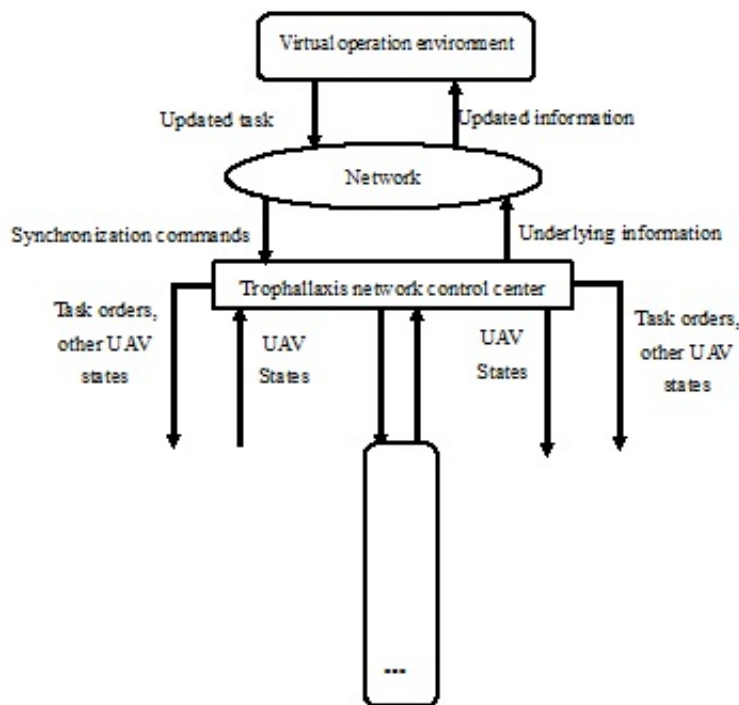 Virtual operation environment
Updated task
Updated information
Network
Synchronization commands
Underlying information
Trophallaxis network control center
Task orders,
other UAV
states
UAV
States
UAV
States
Task orders,
other UAV
states
...